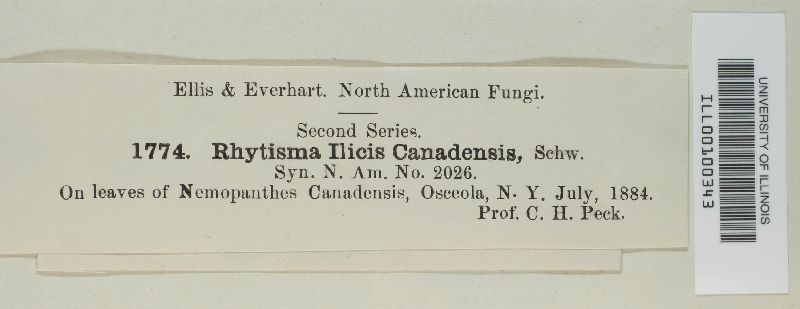 Ellis & Everhart. North American Fungi.
Second Series.
1774. Rhytisma Ilicis Canadensis, Schw.
Syn. N. Am. No. 2026.
On leaves of Nemopanthes Canadensis, Osceola, N. Y. July, 1884.
Prof. C. H. Peck.
UNIVERSITY OF ILLINOIS
ILL00100343